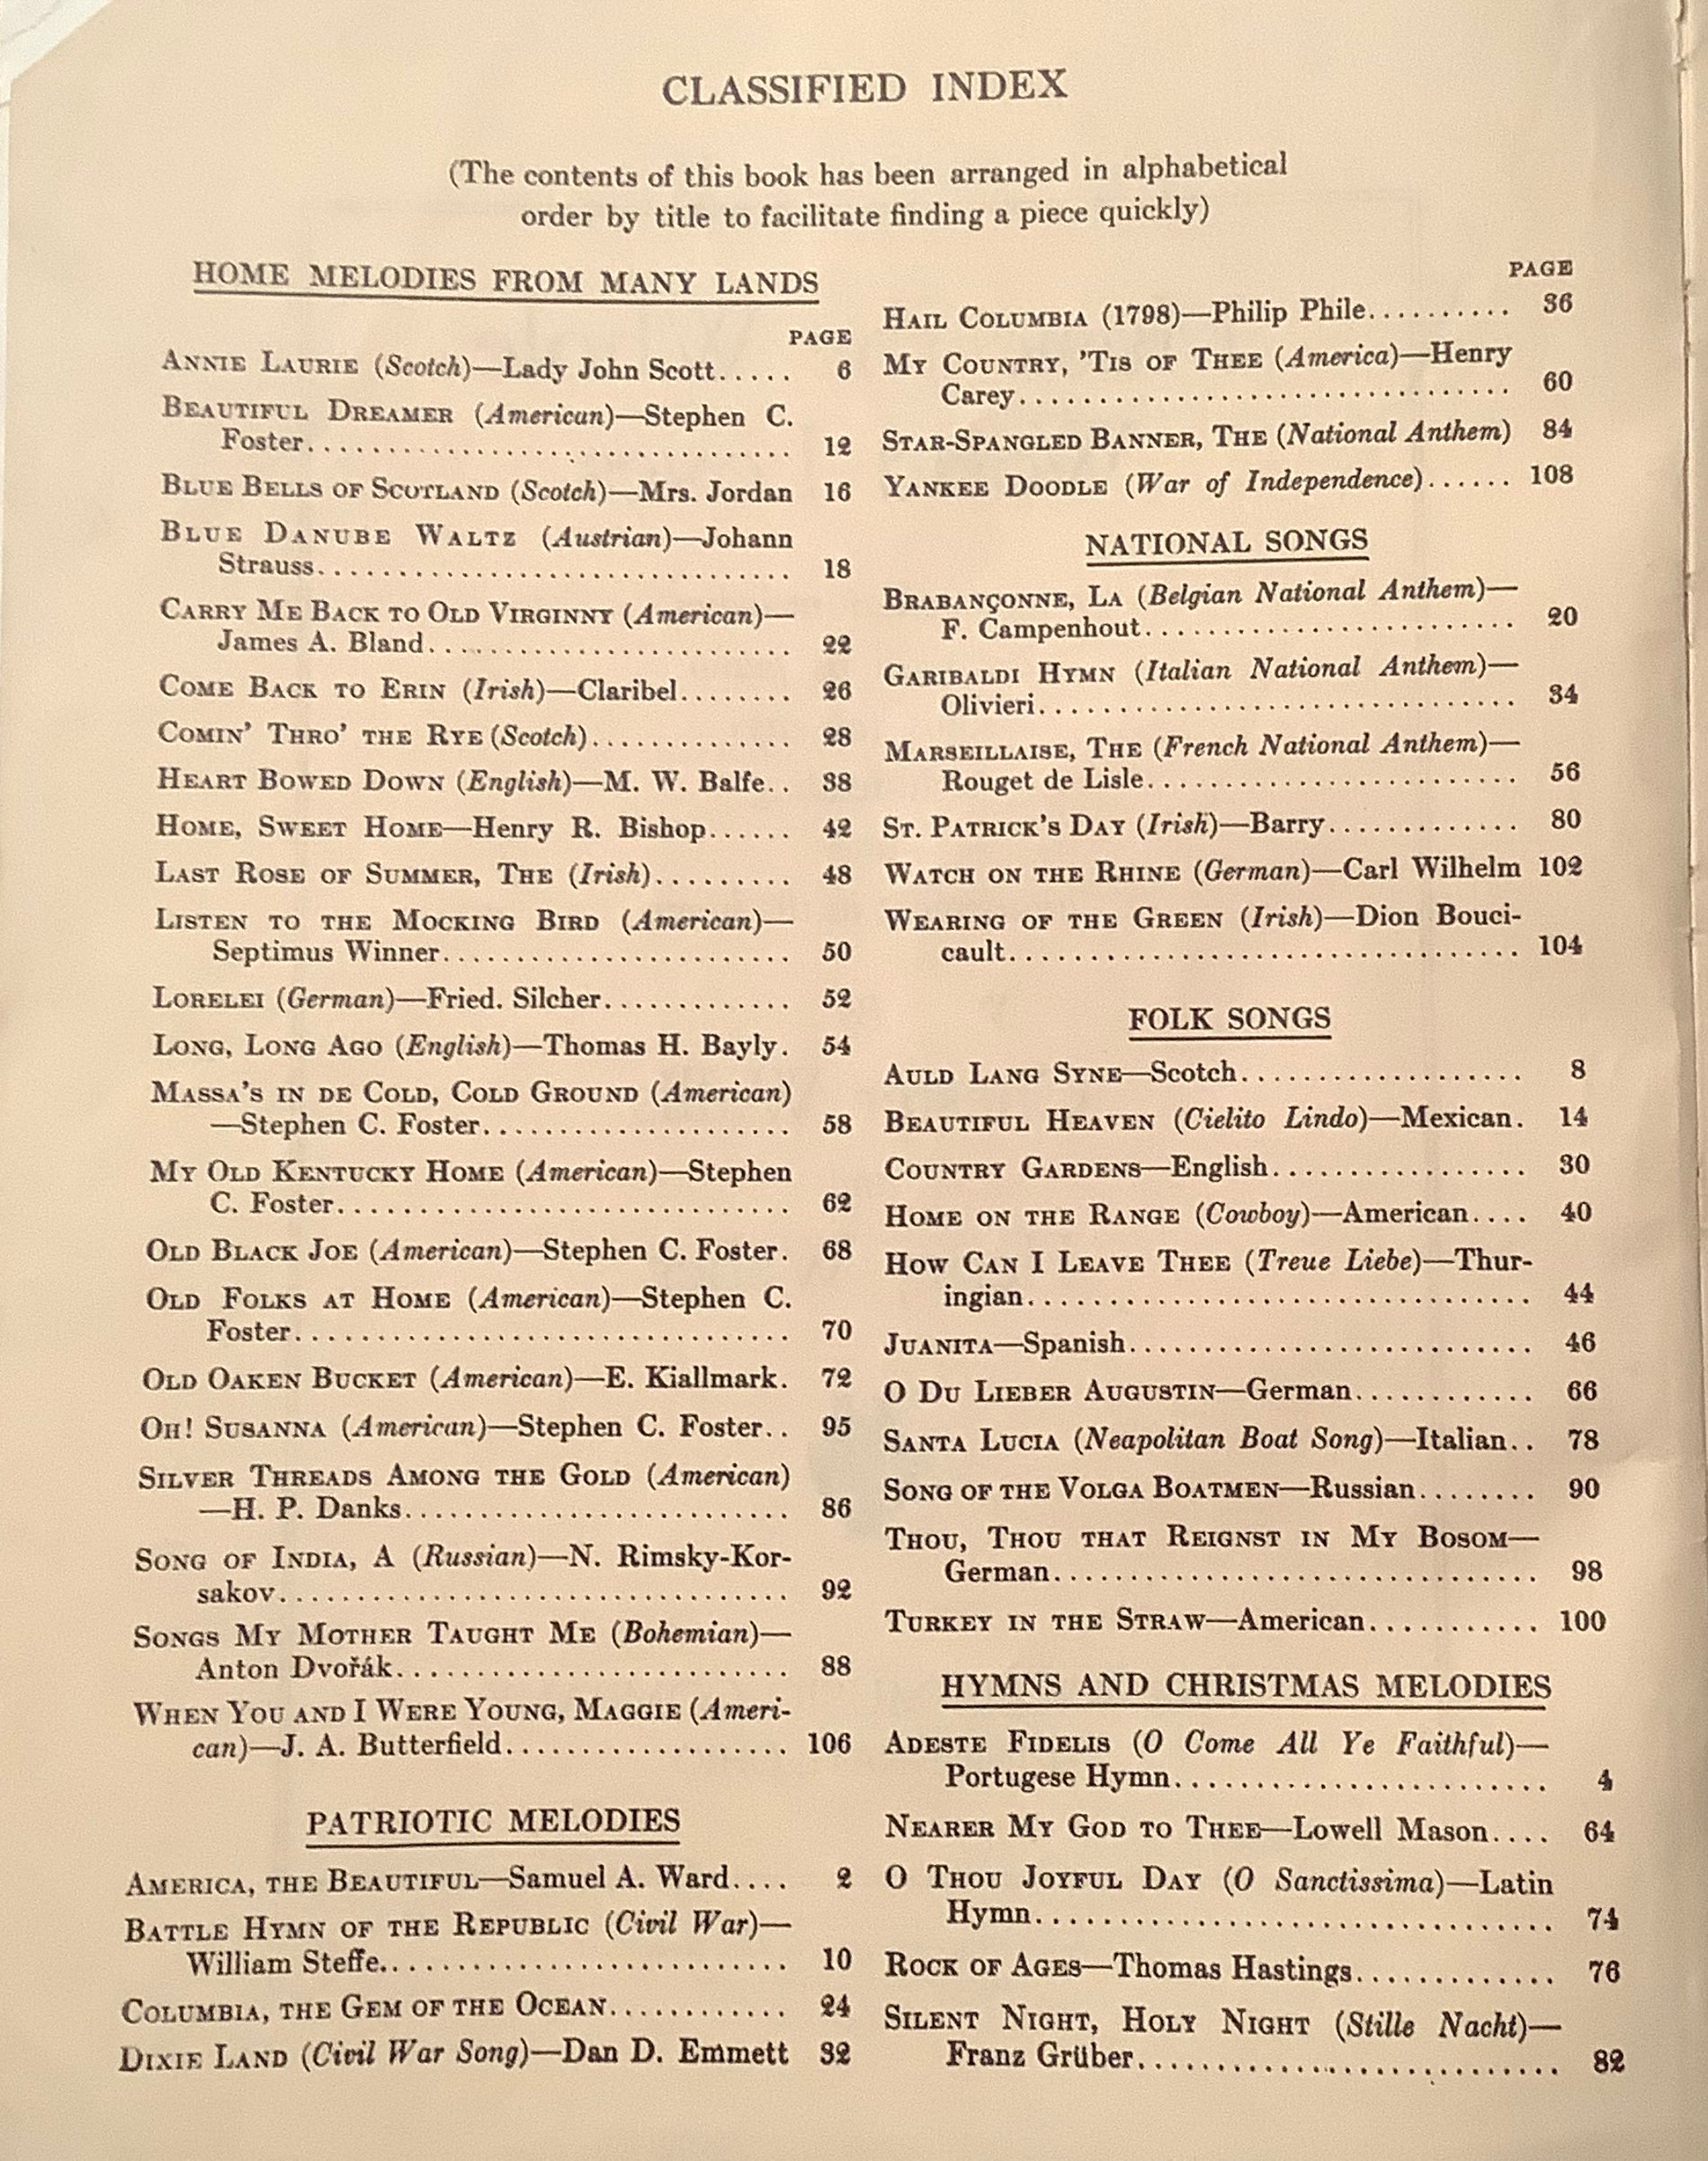 CLASSIFIED INDEX
(The contents of this book has been arranged in alphabetical
order by title to facilitate finding a piece quickly)
HOME MELODIES FROM MANY LANDS
PAGE
ANNIE LAURIE (Scotch)—Lady John Scott..... 6
BEAUTIFUL DREAMER (American)—Stephen C.
Foster................................ 12
BLUE BELLS OF SCOTLAND (Scotch)—Mrs. Jordan 16
BLUE DANUBE WALTZ (Austrian)—Johann
Strauss............................... 18
CARRY ME BACK TO OLD VIRGINNY (American)—
James A. Bland........................ 22
COME BACK TO ERIN (Irish)—Claribel........ 26
COMIN' THRO' THE RYE (Scotch).............. 28
HEART BOWED DOWN (English)—M. W. Balfe.. 38
HOME, SWEET HOME—Henry R. Bishop...... 42
LAST ROSE OF SUMMER, THE (Irish).......... 48
LISTEN TO THE MOCKING BIRD (American)—
Septimus Winner........................ 50
LORELEI (German)—Fried. Silcher............. 52
LONG, LONG AGO (English)—Thomas H. Bayly. 54
MASSA'S IN DE COLD, COLD GROUND (American)
—Stephen C. Foster..................... 58
MY OLD KENTUCKY HOME (American)—Stephen
C. Foster.............................. 62
OLD BLACK JOE (American)—Stephen C. Foster. 68
OLD FOLKS AT HOME (American)—Stephen C.
Foster................................. 70
OLD OAKEN BUCKET (American)—E. Kiallmark. 72
OH! SUSANNA (American)—Stephen C. Foster.. 95
SILVER THREADS AMONG THE GOLD (American)
—H. P. Danks.......................... 86
SONG OF INDIA, A (Russian)—N. Rimsky-Kor-
sakov.................................. 92
SONGS MY MOTHER TAUGHT ME (Bohemian)—
Anton Dvořák.......................... 88
WHEN YOU AND I WERE YOUNG, MAGGIE (Ameri-
can)—J. A. Butterfield................... 106
PATRIOTIC MELODIES
AMERICA, THE BEAUTIFUL—Samuel A. Ward.... 2
BATTLE HYMN OF THE REPUBLIC (Civil War)—
William Steffe........................... 10
COLUMBIA, THE GEM OF THE OCEAN............ 24
DIXIE LAND (Civil War Song)—Dan D. Emmett 32
PAGE
HAIL COLUMBIA (1798)—Philip Phile.......... 36
MY COUNTRY, 'TIS OF THEE (America)—Henry
Carey................................. 60
STAR-SPANGLED BANNER, THE (National Anthem) 84
YANKEE DOODLE (War of Independence)...... 108
NATIONAL SONGS
BRABANÇONNE, LA (Belgian National Anthem)—
F. Campenhout......................... 20
GARIBALDI HYMN (Italian National Anthem)—
Olivieri................................ 34
MARSEILLAISE, THE (French National Anthem)—
Rouget de Lisle......................... 56
ST. PATRICK'S DAY (Irish)—Barry............. 80
WATCH ON THE RHINE (German)—Carl Wilhelm 102
WEARING OF THE GREEN (Irish)—Dion Bouci-
cault................................... 104
FOLK SONGS
AULD LANG SYNE—Scotch................... 8
BEAUTIFUL HEAVEN (Cielito Lindo)—Mexican. 14
COUNTRY GARDENS—English................. 30
HOME ON THE RANGE (Cowboy)—American.... 40
HOW CAN I LEAVE THEE (Treue Liebe)—Thur-
ingian.................................. 44
JUANITA—Spanish........................... 46
O DU LIEBER AUGUSTIN—German............ 66
SANTA LUCIA (Neapolitan Boat Song)—Italian.. 78
SONG OF THE VOLGA BOATMEN—Russian........ 90
THOU, THOU THAT REIGNST IN MY BOSOM—
German................................ 98
TURKEY IN THE STRAW—American........... 100
HYMNS AND CHRISTMAS MELODIES
ADESTE FIDELIS (O Come All Ye Faithful)—
Portugese Hymn......................... 4
NEARER MY GOD TO THEE—Lowell Mason.... 64
O THOU JOYFUL DAY (O Sanctissima)—Latin
Hymn.................................. 74
ROCK OF AGES—Thomas Hastings............. 76
SILENT NIGHT, HOLY NIGHT (Stille Nacht)—
Franz Grüber............................ 82